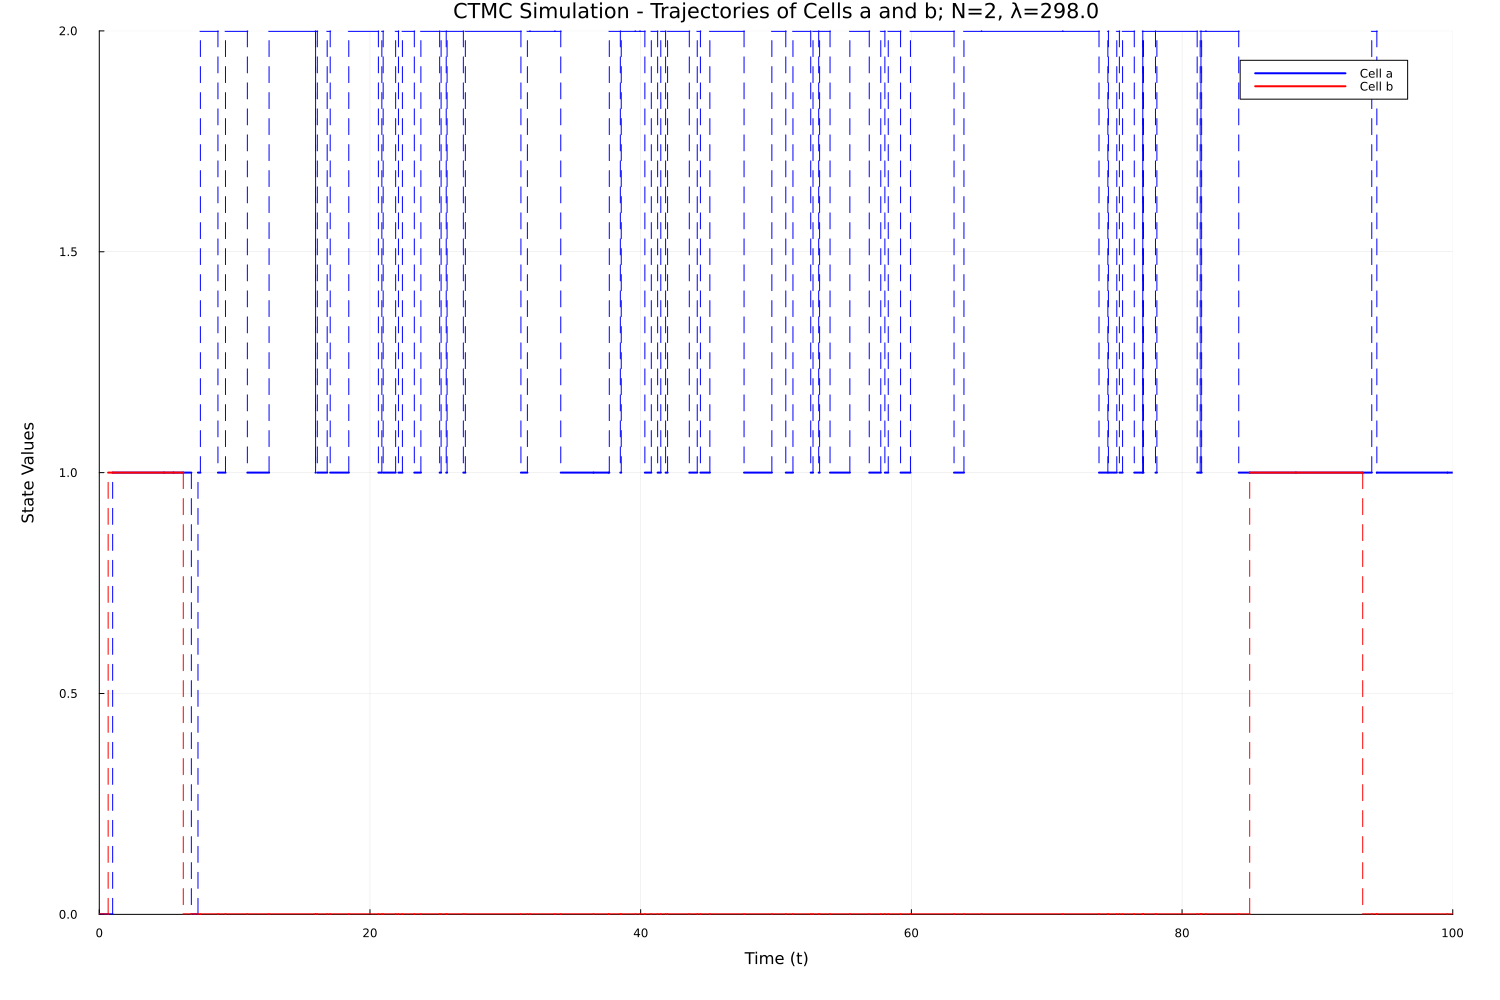 CTMC Simulation - Trajectories of Cells a and b; N=2, λ=298.0
2.0
Cell a
Cell b
1.5
1.0
State Values
0.5
0.0
0 20 40 60 80 100
Time (t)